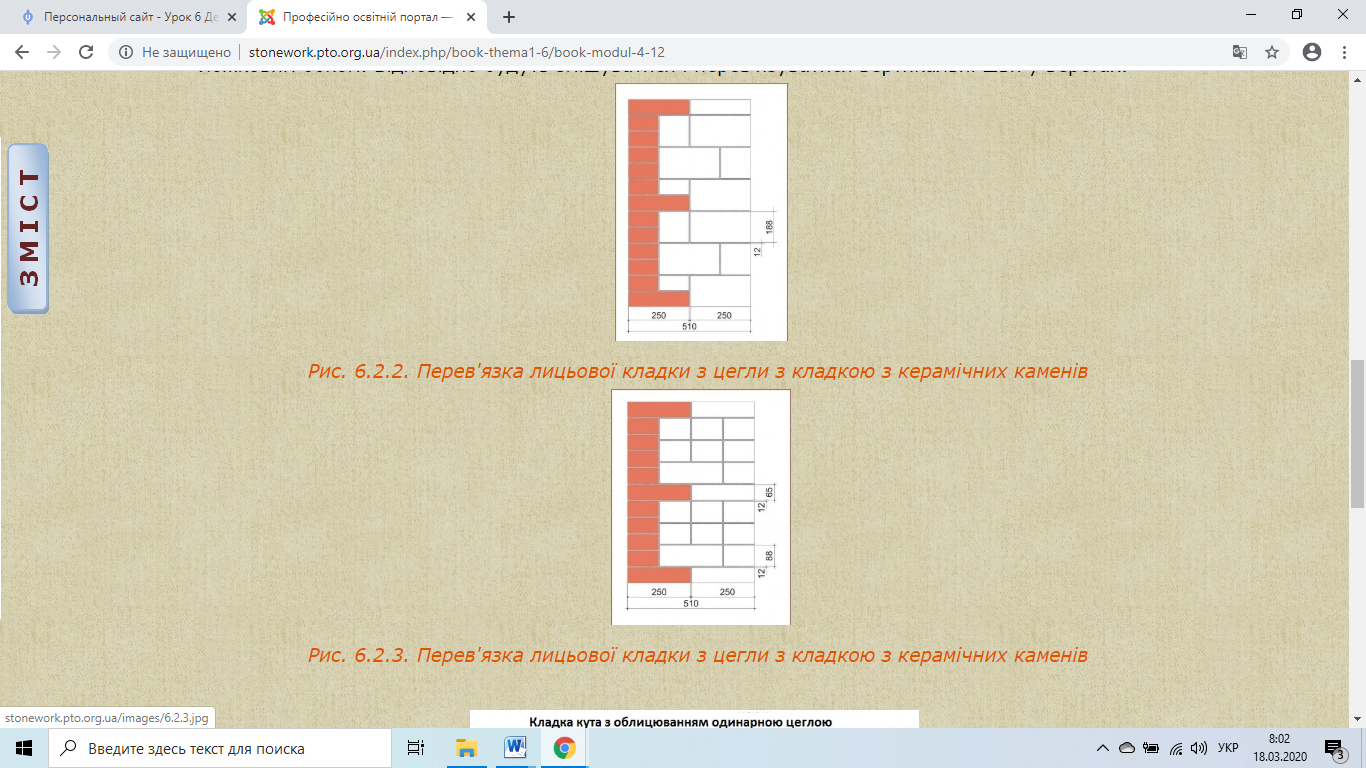 Персональный сайт - Урок 6 Де
Професійно освітній портал —
Не защищено
stonework.pto.org.ua/index.php/book-thema1-6/book-modul-4-12
ЗМІСТ
188
12
250 250
510
Рис. 6.2.2. Перев'язка лицьової кладки з цегли з кладкою з керамічних каменів
65
12
88
12
250 250
510
Рис. 6.2.3. Перев'язка лицьової кладки з цегли з кладкою з керамічних каменів
stonework.pto.org.ua/images/6.2.3.jpg
Кладка кута з облицюванням одинарною цеглою
Введите здесь текст для поиска
УКР
8:02
18.03.2020
3